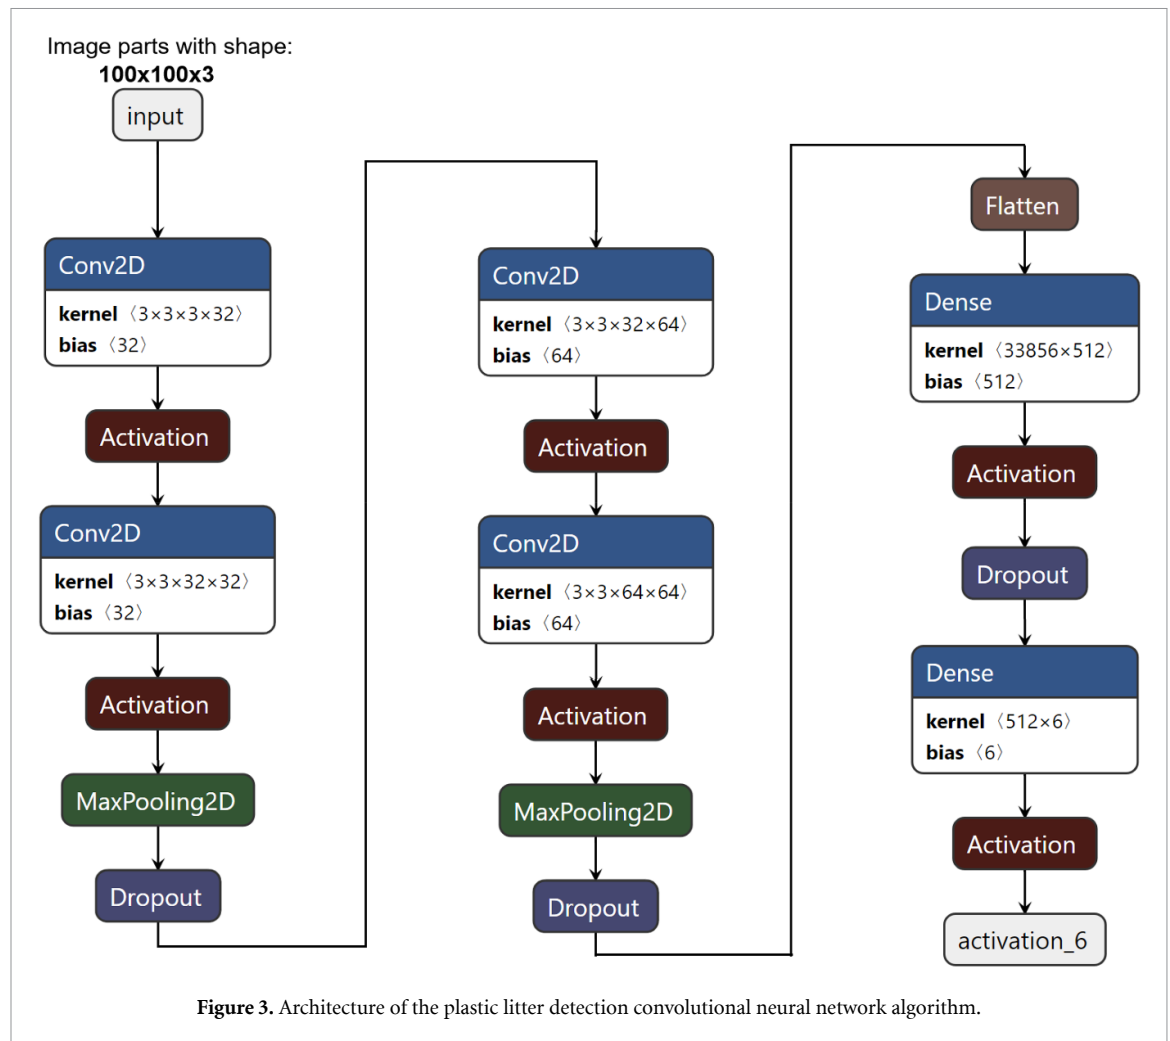 Image parts with shape:
100x100x3
input
Conv2D
kernel ⟨3×3×3×32⟩
bias ⟨32⟩
Activation
Conv2D
kernel ⟨3×3×32×32⟩
bias ⟨32⟩
Activation
MaxPooling2D
Dropout
Conv2D
kernel ⟨3×3×32×64⟩
bias ⟨64⟩
Activation
Conv2D
kernel ⟨3×3×64×64⟩
bias ⟨64⟩
Activation
MaxPooling2D
Dropout
Flatten
Dense
kernel ⟨33856×512⟩
bias ⟨512⟩
Activation
Dropout
Dense
kernel ⟨512×6⟩
bias ⟨6⟩
Activation
activation_6
Figure 3. Architecture of the plastic litter detection convolutional neural network algorithm.